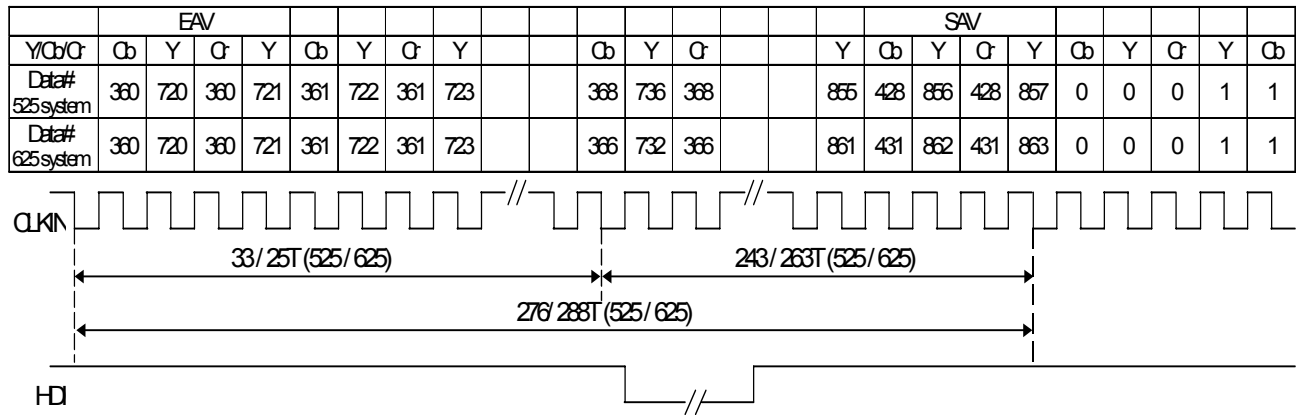 EAV SAV
Y/Cb/Cr Cb Y Cr Y Cb Y Cr Y Cb Y Cr Y Cb Y Cr Y Cb Y Cr Y Cb
Data#
525 system 360 720 360 721 361 722 361 723 368 736 368 855 428 856 428 857 0 0 0 1 1
Data#
625 system 360 720 360 721 361 722 361 723 366 732 366 861 431 862 431 863 0 0 0 1 1
CLKIN
33 / 25T (525 / 625) 243 / 263T (525 / 625)
276/ 288T (525 / 625)
HDI